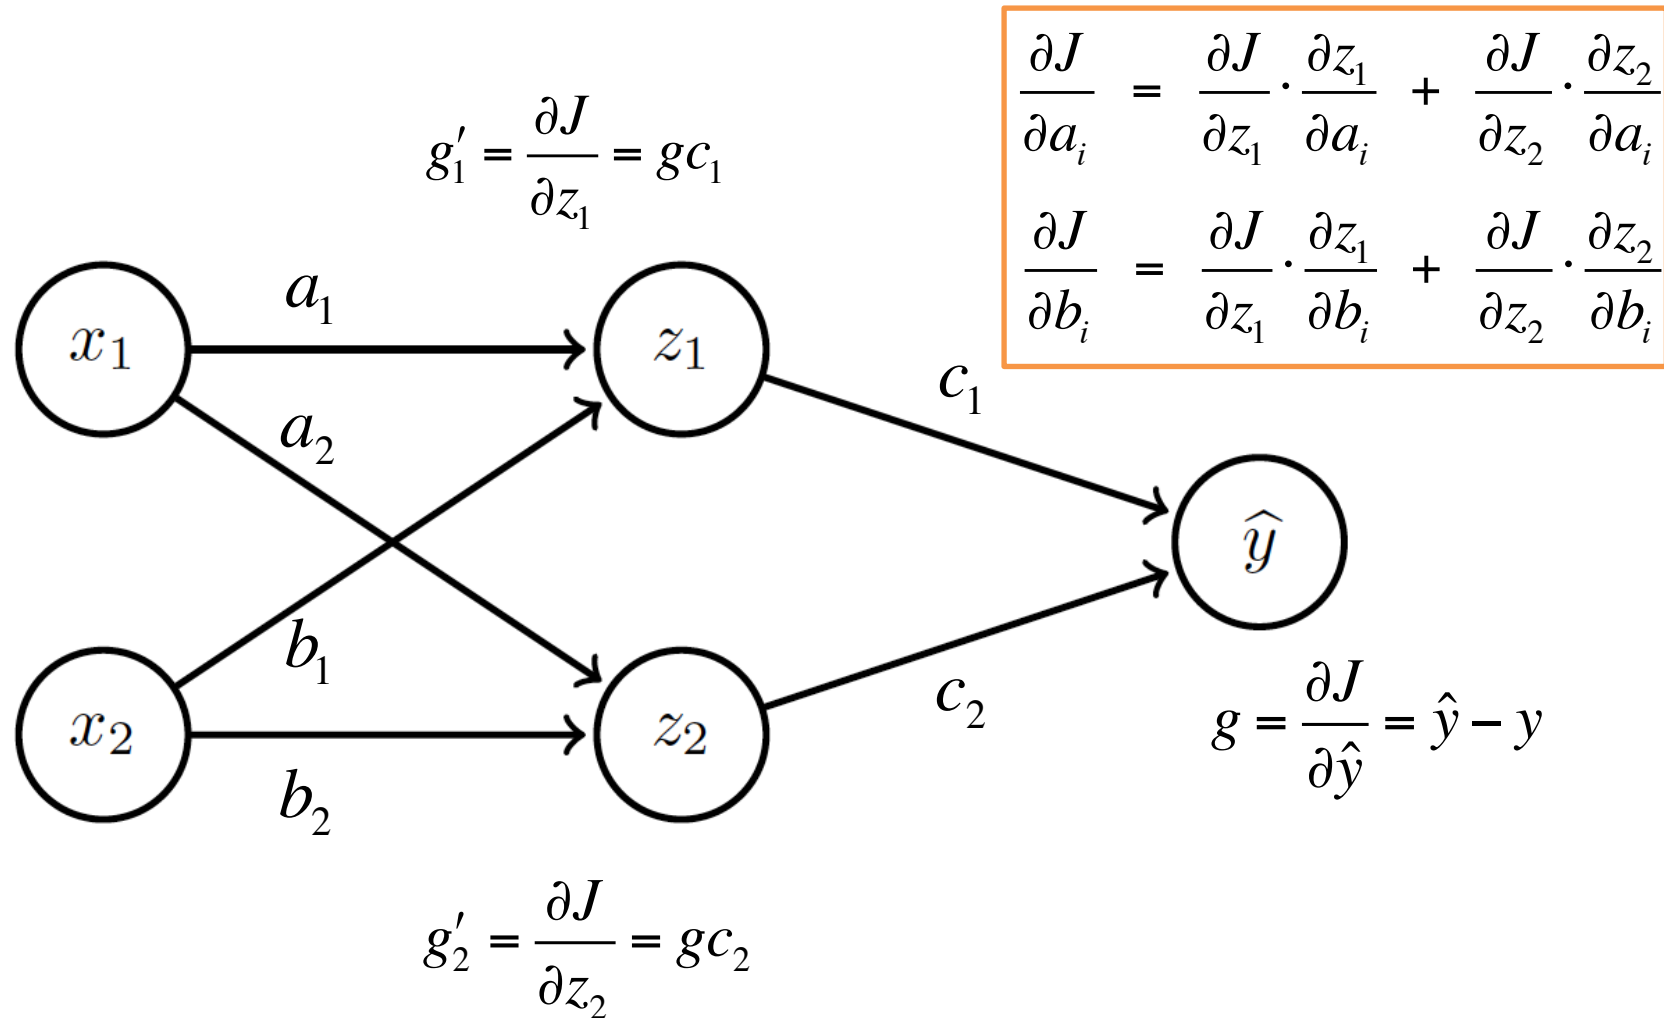 ∂J/∂a_i = ∂J/∂z_1 · ∂z_1/∂a_i + ∂J/∂z_2 · ∂z_2/∂a_i
∂J/∂b_i = ∂J/∂z_1 · ∂z_1/∂b_i + ∂J/∂z_2 · ∂z_2/∂b_i
g′_1 = ∂J/∂z_1 = gc_1
x_1
a_1
z_1
a_2
c_1
ŷ
b_1
x_2
z_2
b_2
c_2
g = ∂J/∂ŷ = ŷ − y
g′_2 = ∂J/∂z_2 = gc_2